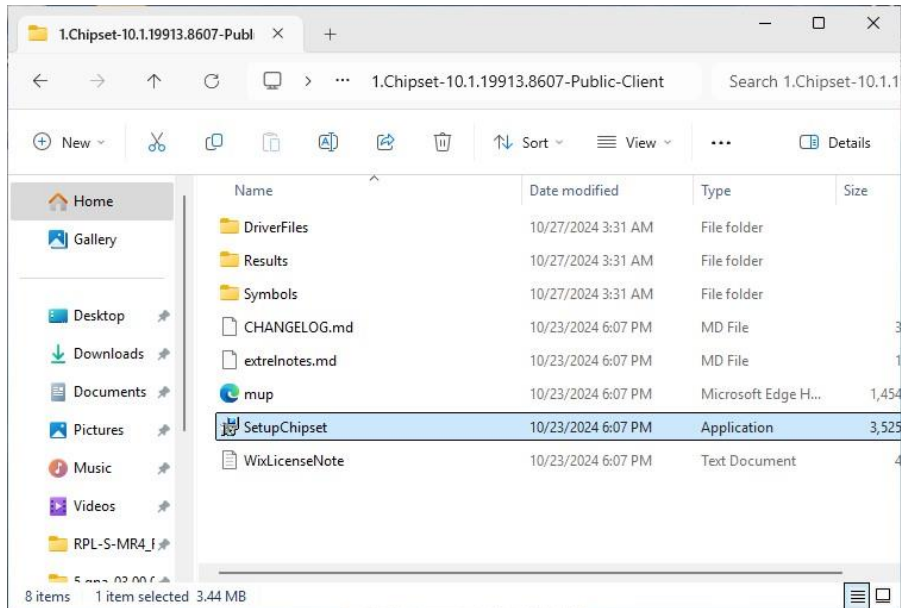 1.Chipset-10.1.19913.8607-Publ
1.Chipset-10.1.19913.8607-Public-Client
Search 1.Chipset-10.1.1
New
Sort
View
Details
Name Date modified Type Size
Home
Gallery
Desktop
Downloads
Documents
Pictures
Music
Videos
RPL-S-MR4_F
DriverFiles 10/27/2024 3:31 AM File folder
Results 10/27/2024 3:31 AM File folder
Symbols 10/27/2024 3:31 AM File folder
CHANGELOG.md 10/23/2024 6:07 PM MD File 3
extrelnotes.md 10/23/2024 6:07 PM MD File 1
mup 10/23/2024 6:07 PM Microsoft Edge H... 1,454
SetupChipset 10/23/2024 6:07 PM Application 3,525
WixLicenseNote 10/23/2024 6:07 PM Text Document 4
8 items 1 item selected 3.44 MB